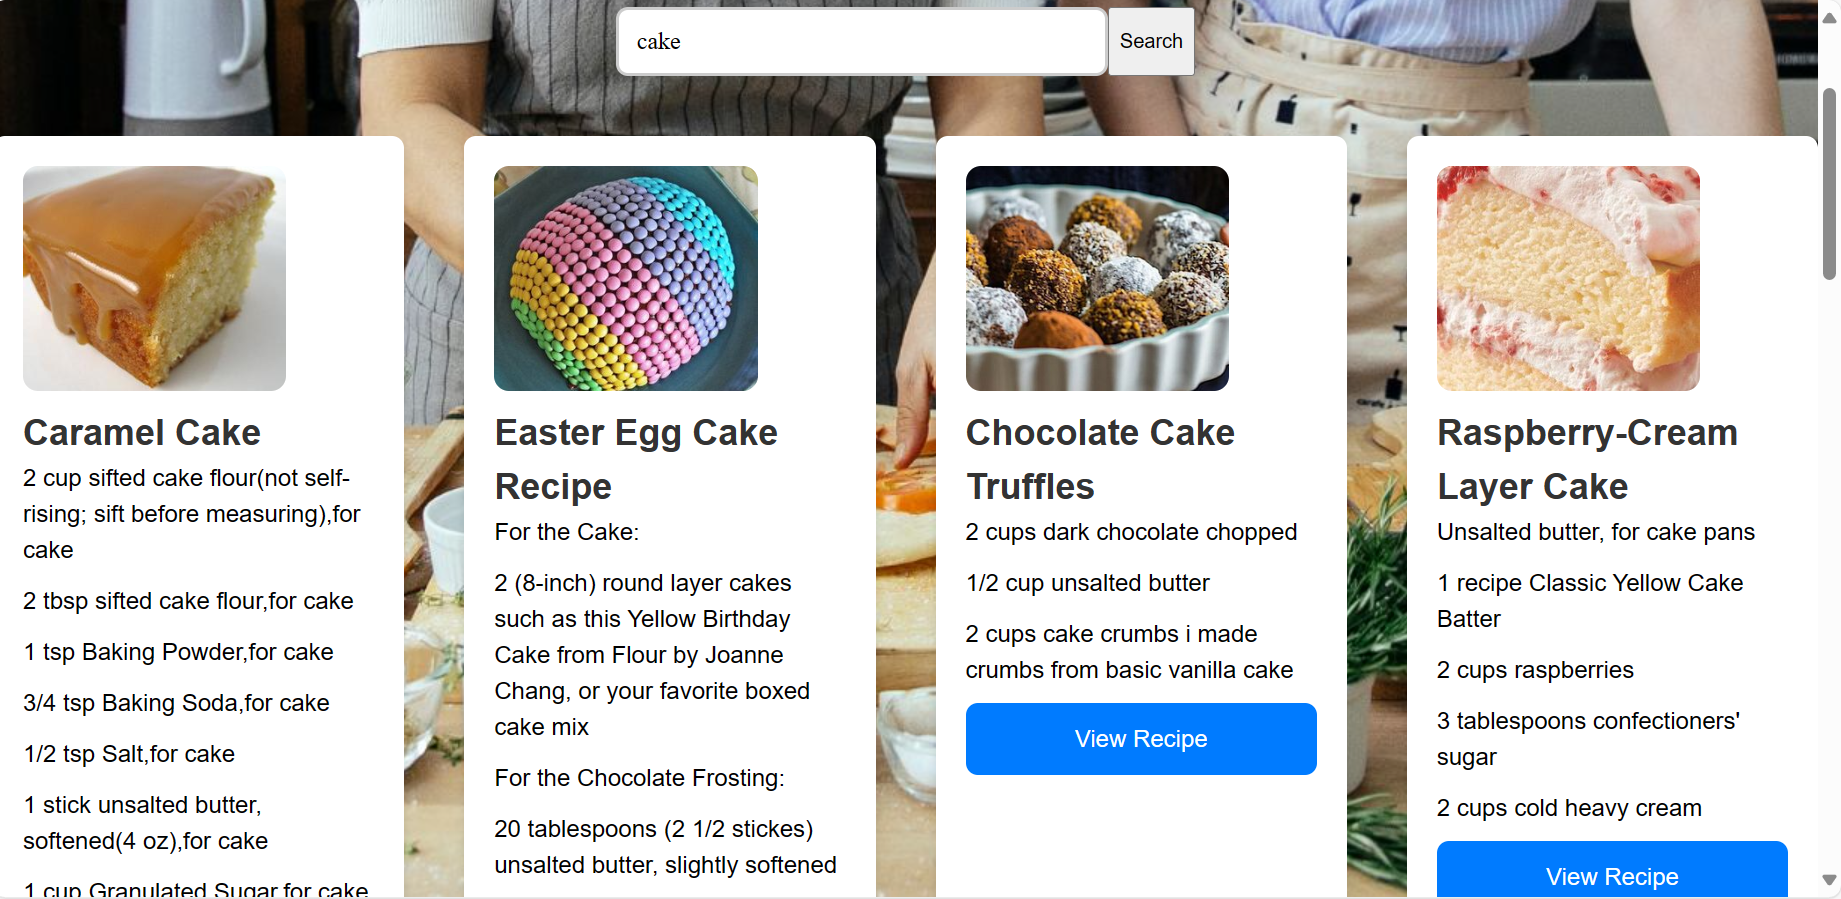 cake
Search
Caramel Cake
2 cup sifted cake flour(not self-
rising; sift before measuring),for
cake
2 tbsp sifted cake flour,for cake
1 tsp Baking Powder,for cake
3/4 tsp Baking Soda,for cake
1/2 tsp Salt,for cake
1 stick unsalted butter,
softened(4 oz),for cake
1 cup Granulated Sugar,for cake
Easter Egg Cake
Recipe
For the Cake:
2 (8-inch) round layer cakes
such as this Yellow Birthday
Cake from Flour by Joanne
Chang, or your favorite boxed
cake mix
For the Chocolate Frosting:
20 tablespoons (2 1/2 stickes)
unsalted butter, slightly softened
Chocolate Cake
Truffles
2 cups dark chocolate chopped
1/2 cup unsalted butter
2 cups cake crumbs i made
crumbs from basic vanilla cake
View Recipe
Raspberry-Cream
Layer Cake
Unsalted butter, for cake pans
1 recipe Classic Yellow Cake
Batter
2 cups raspberries
3 tablespoons confectioners'
sugar
2 cups cold heavy cream
View Recipe